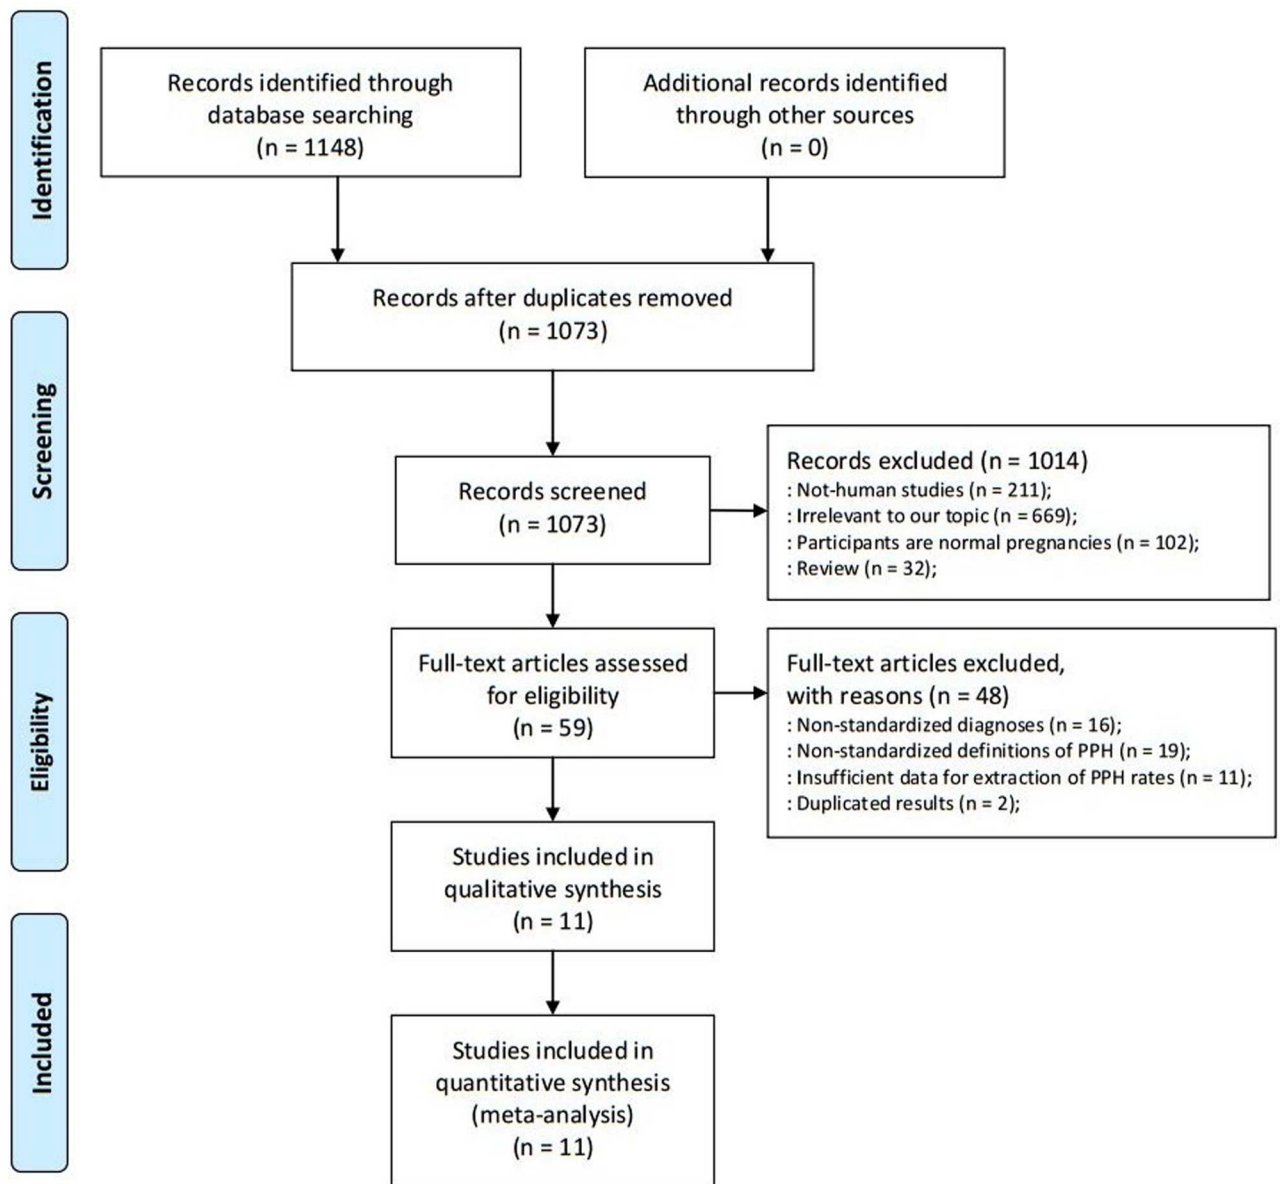 Identification
Records identified through
database searching
(n = 1148)
Additional records identified
through other sources
(n = 0)
Records after duplicates removed
(n = 1073)
Screening
Records screened
(n = 1073)
Records excluded (n = 1014)
: Not-human studies (n = 211);
: Irrelevant to our topic (n = 669);
: Participants are normal pregnancies (n = 102);
: Review (n = 32);
Eligibility
Full-text articles assessed
for eligibility
(n = 59)
Full-text articles excluded,
with reasons (n = 48)
: Non-standardized diagnoses (n = 16);
: Non-standardized definitions of PPH (n = 19);
: Insufficient data for extraction of PPH rates (n = 11);
: Duplicated results (n = 2);
Studies included in
qualitative synthesis
(n = 11)
Included
Studies included in
quantitative synthesis
(meta-analysis)
(n = 11)